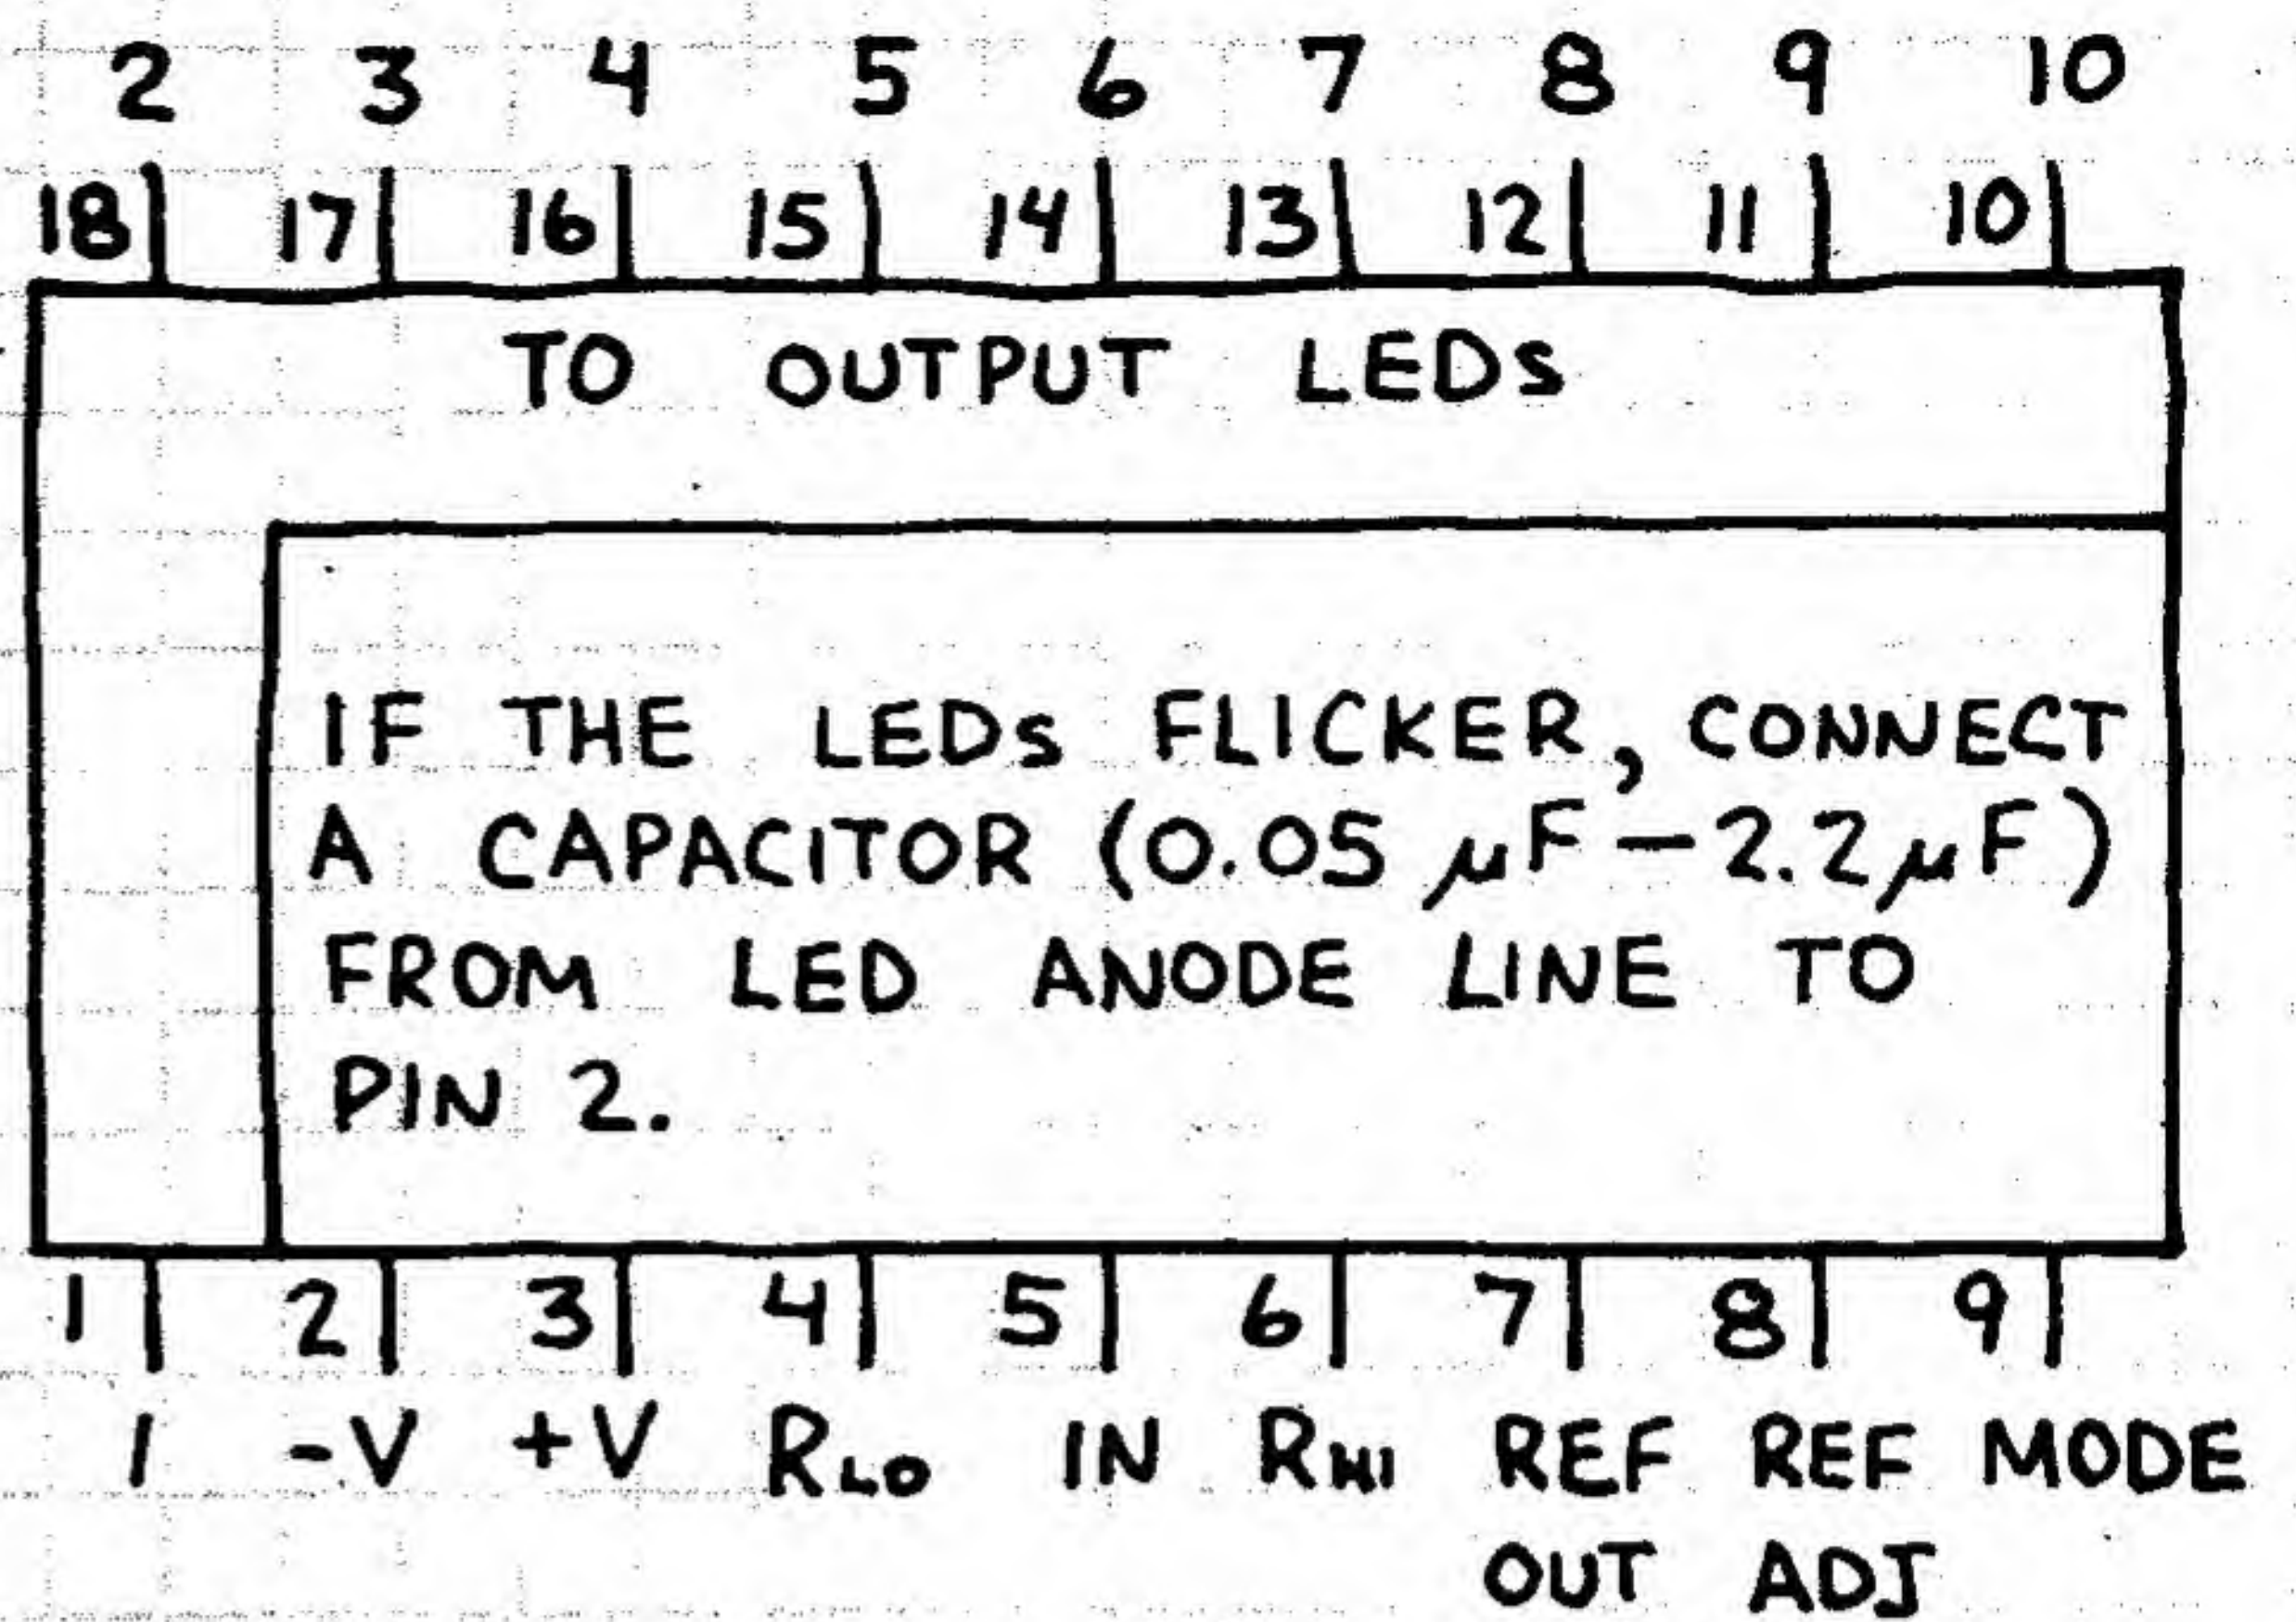 2 3 4 5 6 7 8 9 10
18 17 16 15 14 13 12 11 10
TO OUTPUT LEDs
IF THE LEDs FLICKER, CONNECT
A CAPACITOR (0.05 μF – 2.2 μF)
FROM LED ANODE LINE TO
PIN 2.
1 2 3 4 5 6 7 8 9
1 -V +V RLO IN RHI REF REF MODE
OUT ADJ